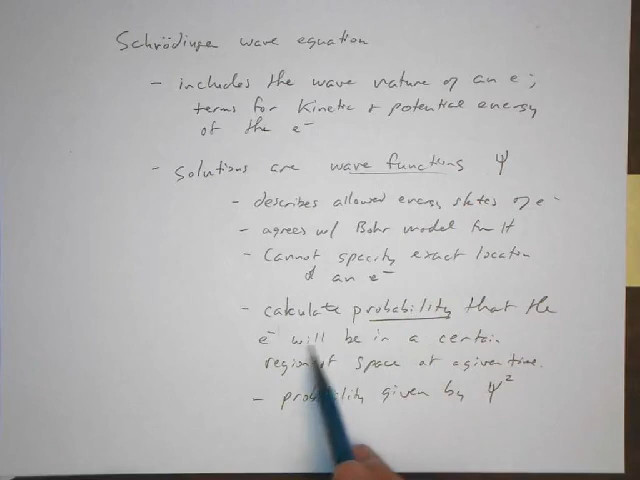 Schrödinger wave equation
- includes the wave nature of an e⁻;
terms for kinetic + potential energy
of the e⁻
- solutions are wave functions ψ
- describes allowed energy states of e⁻
- agrees w/ Bohr model for H
- Cannot specify exact location
of an e⁻
- calculate probability that the
e⁻ will be in a certain
region of space at a given time.
- probability given by ψ²